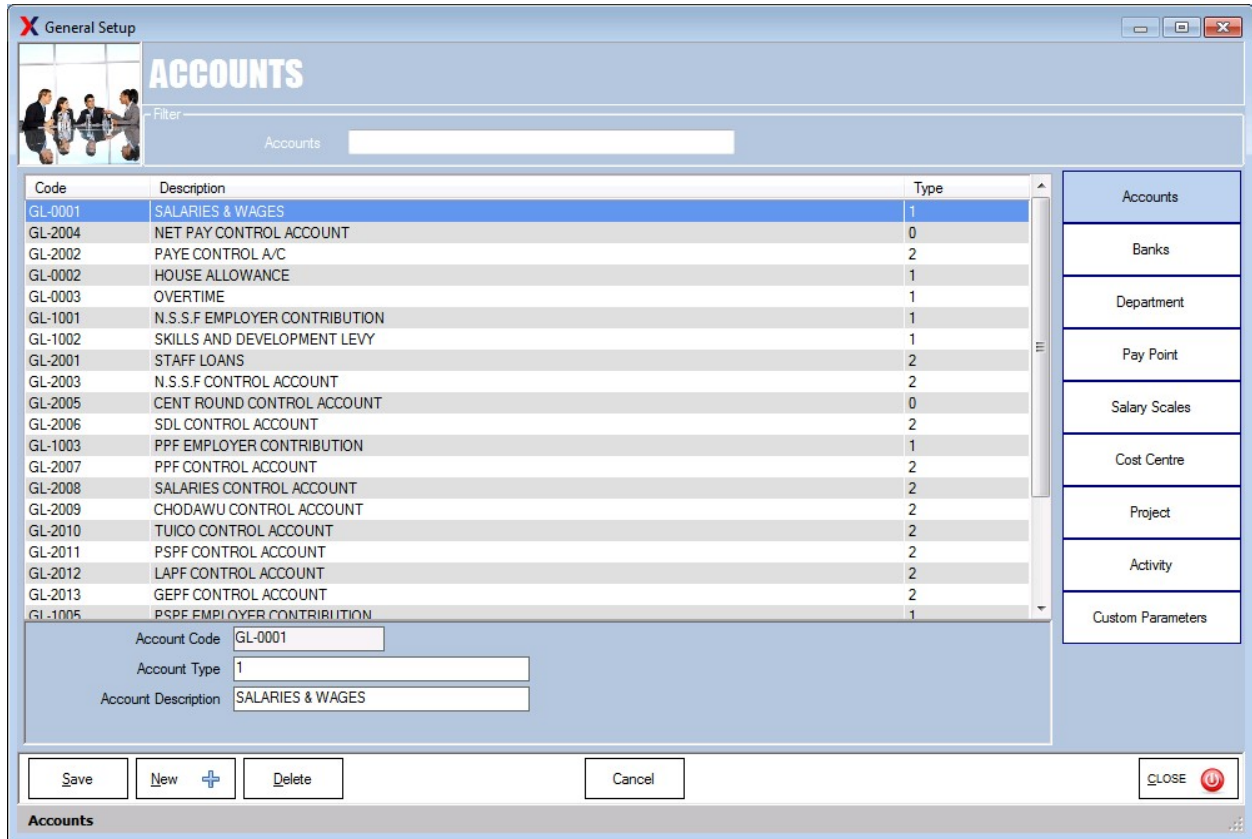 General Setup
ACCOUNTS
Filter
Accounts
Code Description Type
GL-0001 SALARIES & WAGES 1
GL-2004 NET PAY CONTROL ACCOUNT 0
GL-2002 PAYE CONTROL A/C 2
GL-0002 HOUSE ALLOWANCE 1
GL-0003 OVERTIME 1
GL-1001 N.S.S.F EMPLOYER CONTRIBUTION 1
GL-1002 SKILLS AND DEVELOPMENT LEVY 1
GL-2001 STAFF LOANS 2
GL-2003 N.S.S.F CONTROL ACCOUNT 2
GL-2005 CENT ROUND CONTROL ACCOUNT 0
GL-2006 SDL CONTROL ACCOUNT 2
GL-1003 PPF EMPLOYER CONTRIBUTION 1
GL-2007 PPF CONTROL ACCOUNT 2
GL-2008 SALARIES CONTROL ACCOUNT 2
GL-2009 CHODAWU CONTROL ACCOUNT 2
GL-2010 TUICO CONTROL ACCOUNT 2
GL-2011 PSPF CONTROL ACCOUNT 2
GL-2012 LAPF CONTROL ACCOUNT 2
GL-2013 GEPF CONTROL ACCOUNT 2
GL-1005 PSPF EMPLOYER CONTRIBUTION 1
Accounts
Banks
Department
Pay Point
Salary Scales
Cost Centre
Project
Activity
Custom Parameters
Account Code GL-0001
Account Type 1
Account Description SALARIES & WAGES
Save New Delete Cancel CLOSE
Accounts